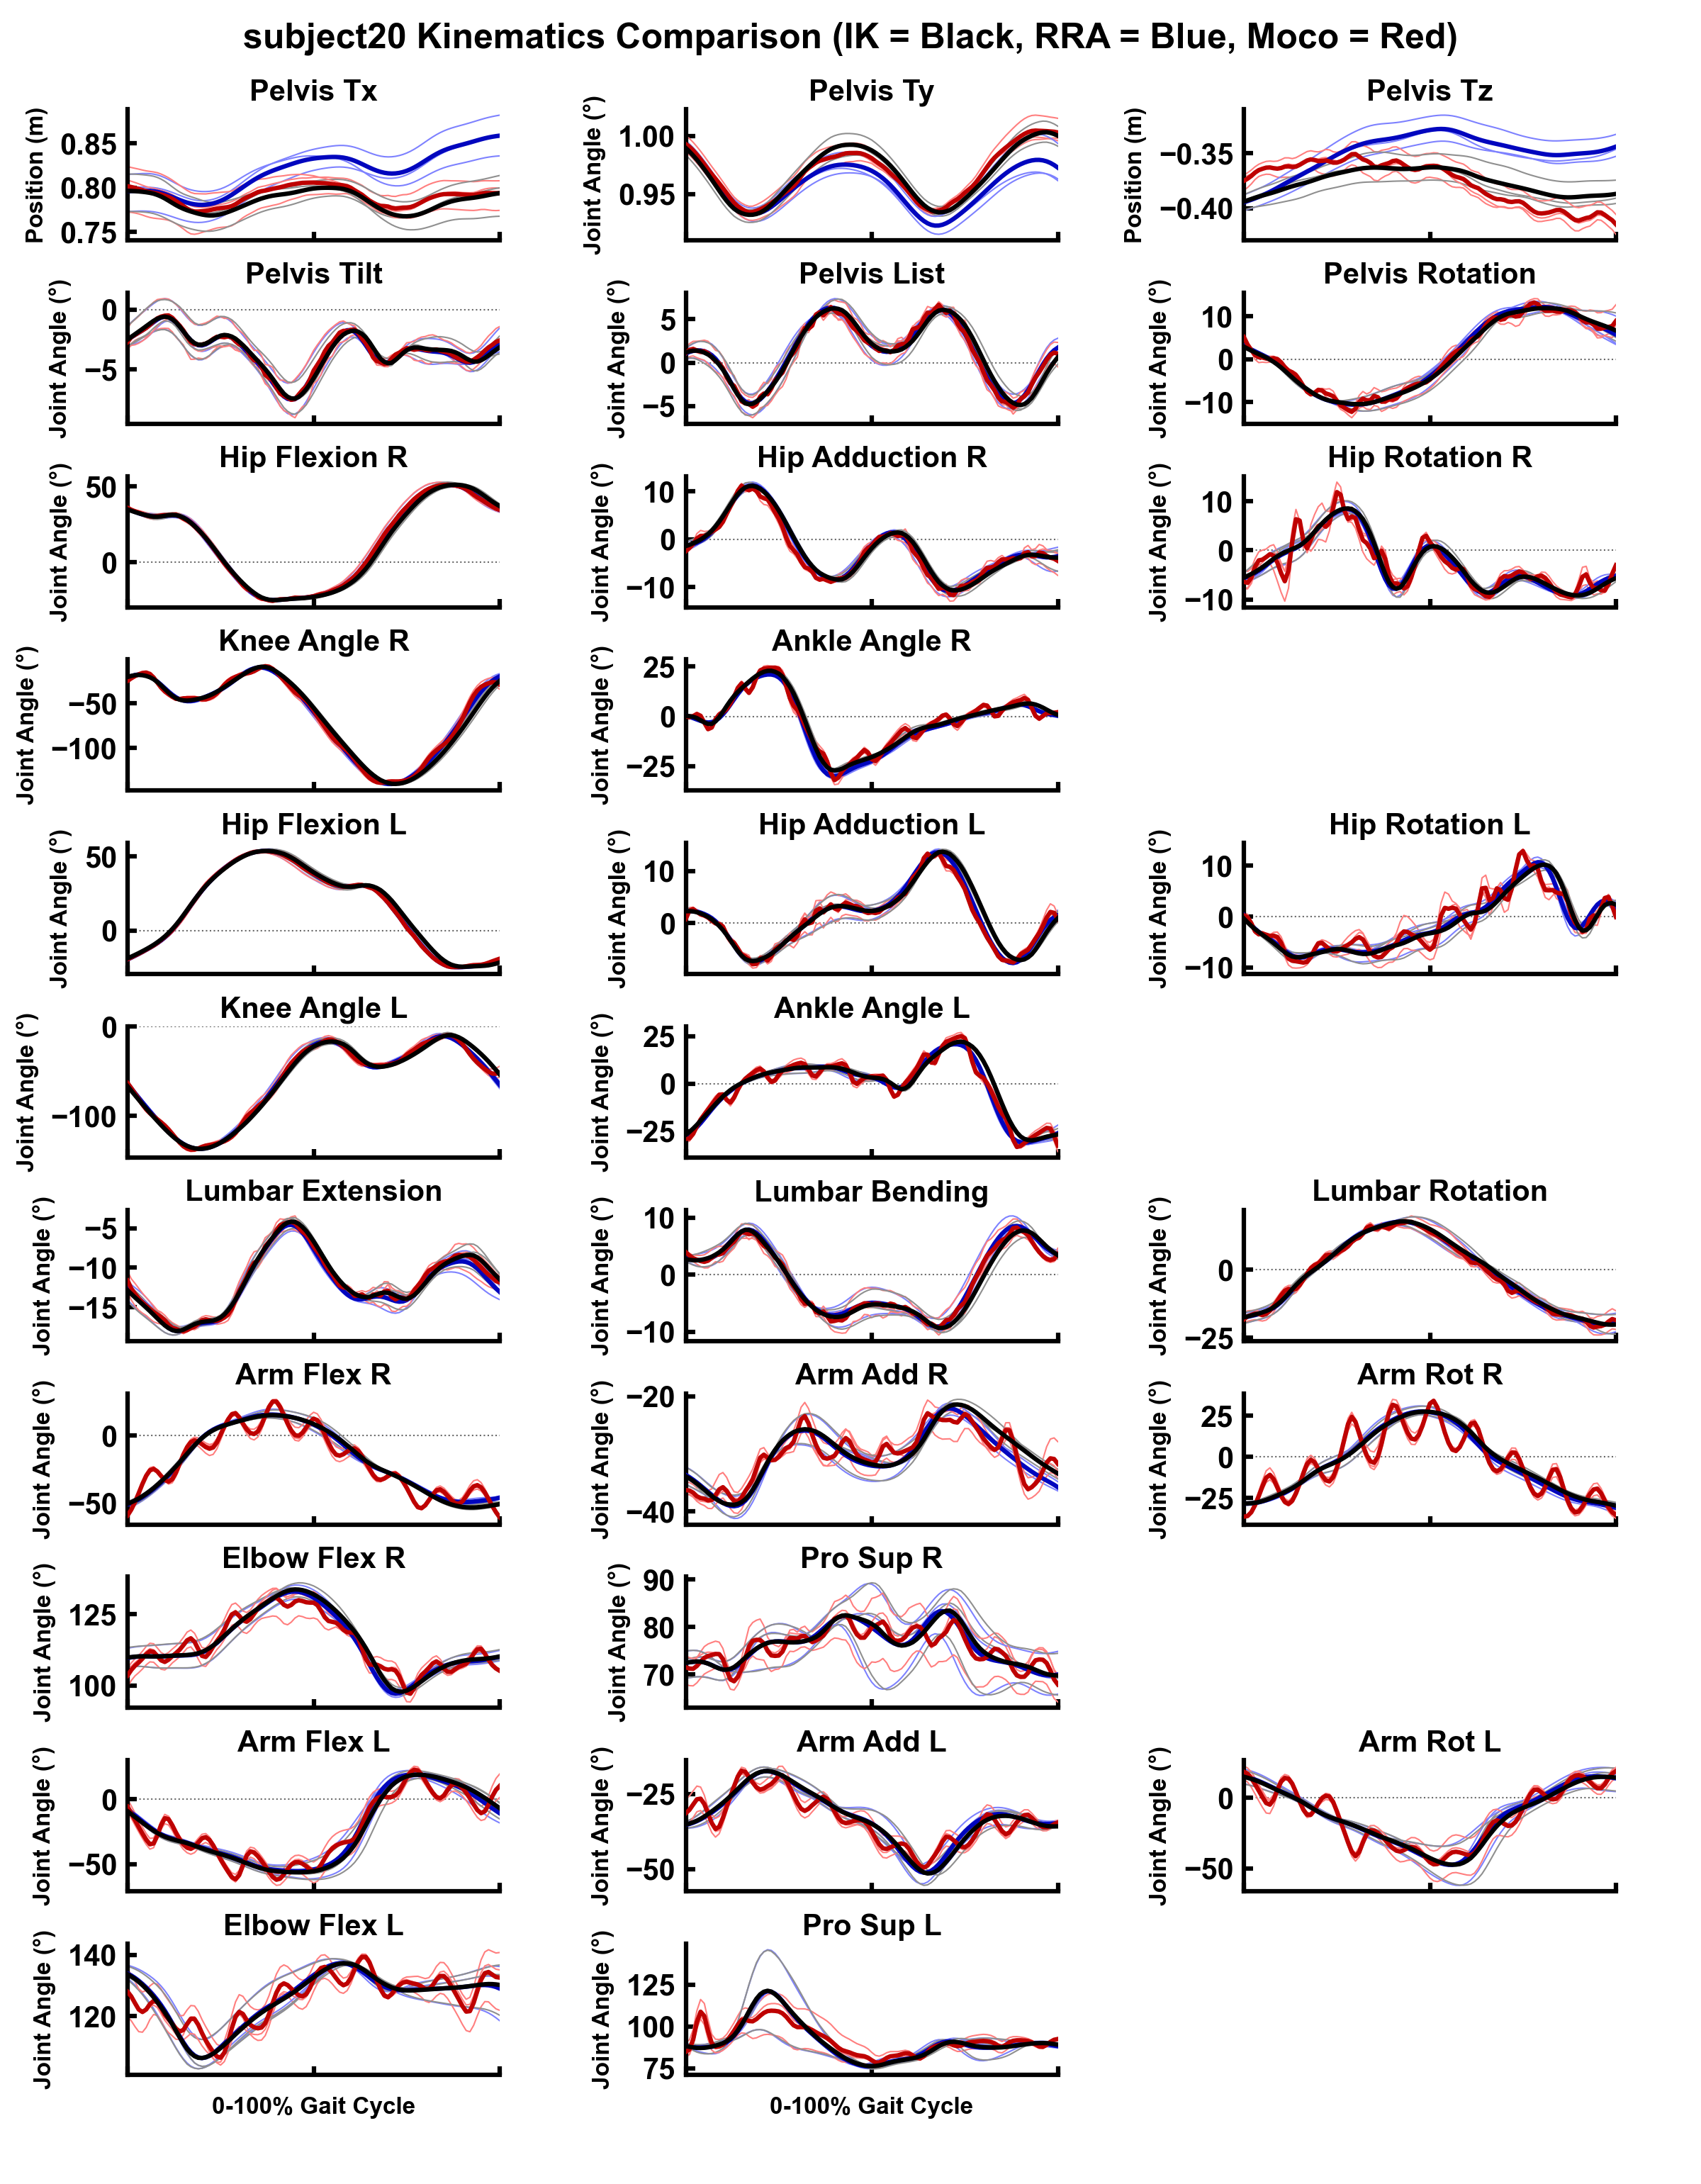 subject20 Kinematics Comparison (IK = Black, RRA = Blue, Moco = Red)
Pelvis Tx
Position (m)
0.85
0.80
0.75
Pelvis Ty
Joint Angle (°)
1.00
0.95
Pelvis Tz
Position (m)
−0.35
−0.40
Pelvis Tilt
Joint Angle (°)
0
−5
Pelvis List
Joint Angle (°)
5
0
−5
Pelvis Rotation
Joint Angle (°)
10
0
−10
Hip Flexion R
Joint Angle (°)
50
0
Hip Adduction R
Joint Angle (°)
10
0
−10
Hip Rotation R
Joint Angle (°)
10
0
−10
Knee Angle R
Joint Angle (°)
−50
−100
Ankle Angle R
Joint Angle (°)
25
0
−25
Hip Flexion L
Joint Angle (°)
50
0
Hip Adduction L
Joint Angle (°)
10
0
Hip Rotation L
Joint Angle (°)
10
0
−10
Knee Angle L
Joint Angle (°)
0
−100
Ankle Angle L
Joint Angle (°)
25
0
−25
Lumbar Extension
Joint Angle (°)
−5
−10
−15
Lumbar Bending
Joint Angle (°)
10
0
−10
Lumbar Rotation
Joint Angle (°)
0
−25
Arm Flex R
Joint Angle (°)
0
−50
Arm Add R
Joint Angle (°)
−20
−30
−40
Arm Rot R
Joint Angle (°)
25
0
−25
Elbow Flex R
Joint Angle (°)
125
100
Pro Sup R
Joint Angle (°)
90
80
70
Arm Flex L
Joint Angle (°)
0
−50
Arm Add L
Joint Angle (°)
−25
−50
Arm Rot L
Joint Angle (°)
0
−50
Elbow Flex L
Joint Angle (°)
140
120
0-100% Gait Cycle
Pro Sup L
Joint Angle (°)
125
100
75
0-100% Gait Cycle